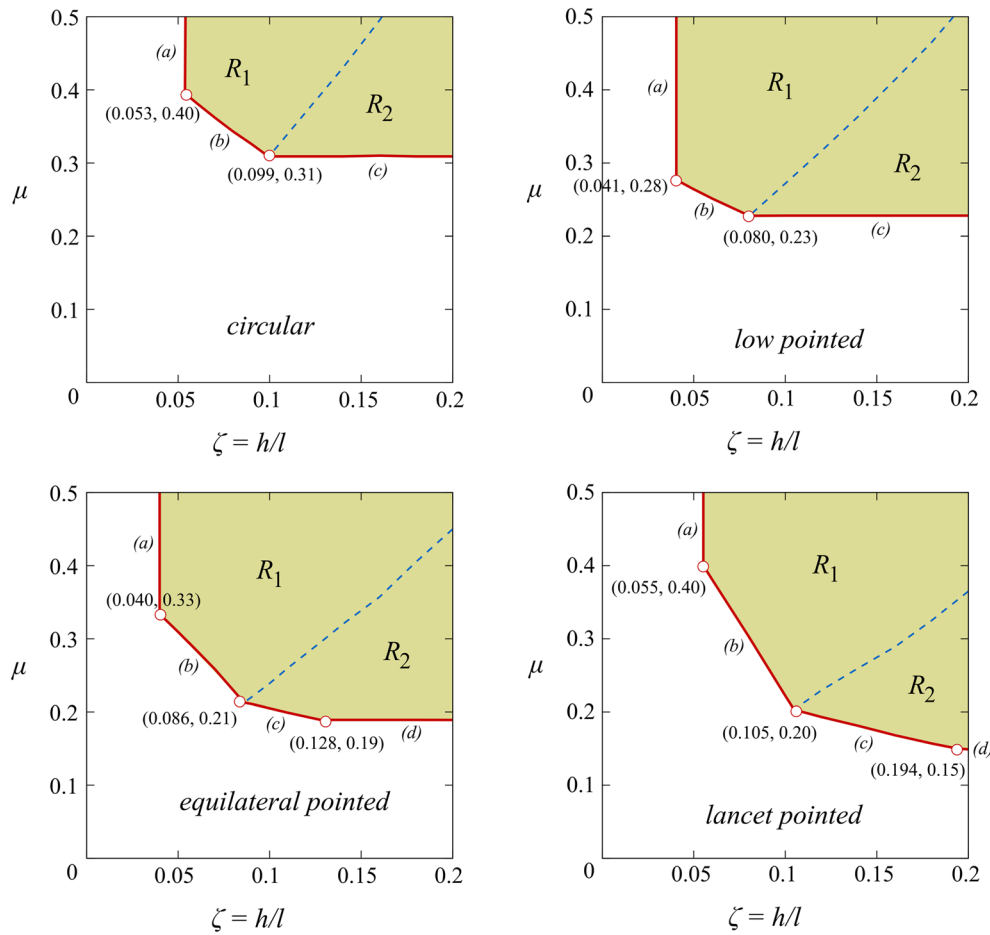 0.5
(a)
R1
R2
0.4
(0.053, 0.40)
(b)
0.3
(0.099, 0.31)
(c)
μ
0.2
0.1
circular
0
0.05
0.1
0.15
0.2
ζ = h/l
0.5
(a)
R1
0.4
0.3
R2
(0.041, 0.28)
μ
(b)
(c)
0.2
(0.080, 0.23)
0.1
low pointed
0
0.05
0.1
0.15
0.2
ζ = h/l
0.5
(a)
R1
0.4
(0.040, 0.33)
0.3
R2
μ
(b)
0.2
(0.086, 0.21)
(c)
(d)
(0.128, 0.19)
0.1
equilateral pointed
0
0.05
0.1
0.15
0.2
ζ = h/l
0.5
(a)
R1
0.4
(0.055, 0.40)
0.3
(b)
μ
R2
0.2
(0.105, 0.20)
(c)
(d)
(0.194, 0.15)
0.1
lancet pointed
0
0.05
0.1
0.15
0.2
ζ = h/l